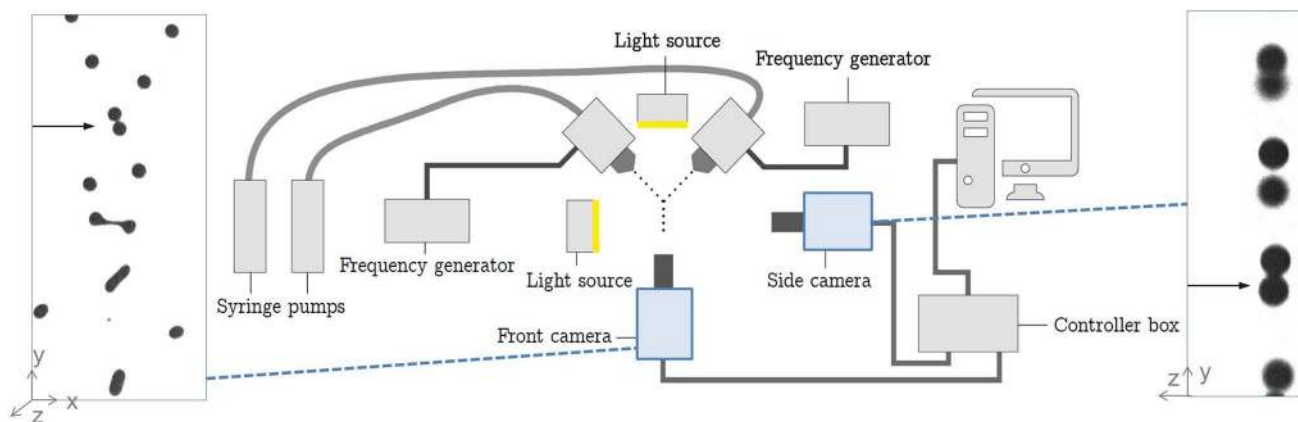 Light source
Frequency generator
Frequency generator
Light source
Side camera
Syringe pumps
Front camera
Controller box
y
x
z
z
y